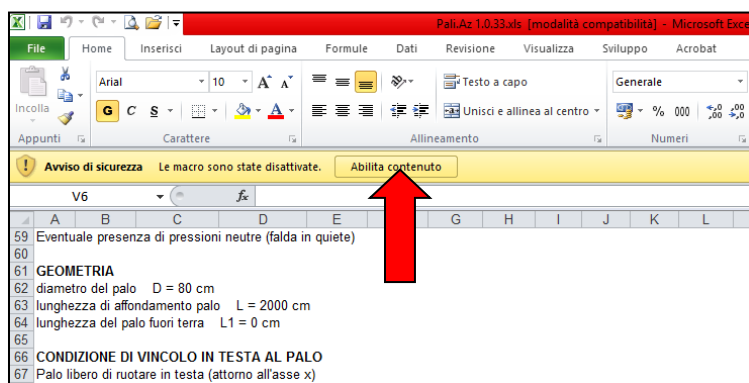 Pali.Az 1.0.33.xls [modalità compatibilità] - Microsoft Exce
File Home Inserisci Layout di pagina Formule Dati Revisione Visualizza Sviluppo Acrobat
Arial 10 A A Testo a capo Generale
Incolla G C S A Unisci e allinea al centro % 000 ,00 ,0 ,00
Appunti Carattere Allineamento Numeri
Avviso di sicurezza Le macro sono state disattivate. Abilita contenuto
V6 fx
A B C D E G H I J K L
59 Eventuale presenza di pressioni neutre (falda in quiete)
60
61 GEOMETRIA
62 diametro del palo D = 80 cm
63 lunghezza di affondamento palo L = 2000 cm
64 lunghezza del palo fuori terra L1 = 0 cm
65
66 CONDIZIONE DI VINCOLO IN TESTA AL PALO
67 Palo libero di ruotare in testa (attorno all'asse x)